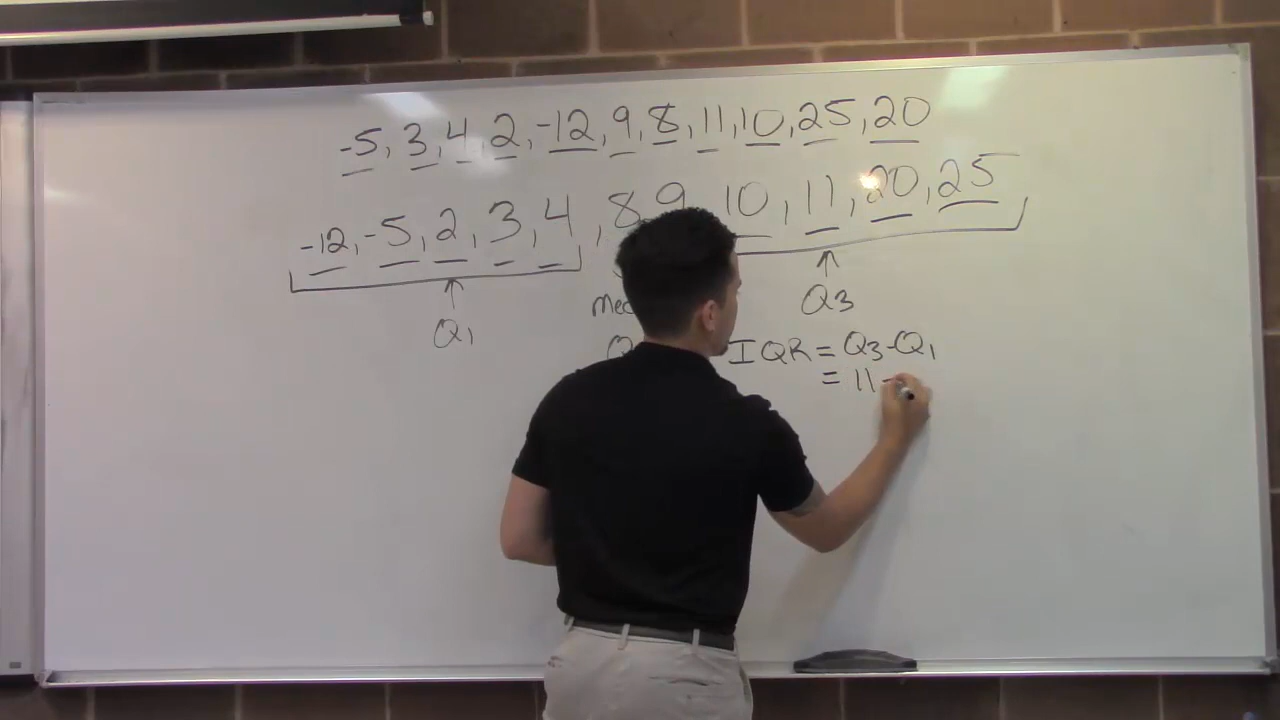 -5, 3, 4, 2, -12, 9, 8, 11, 10, 25, 20
-12, -5, 2, 3, 4, 8 9 10, 11, 20, 25
Q1
Q3
IQR = Q3-Q1
= 11 -